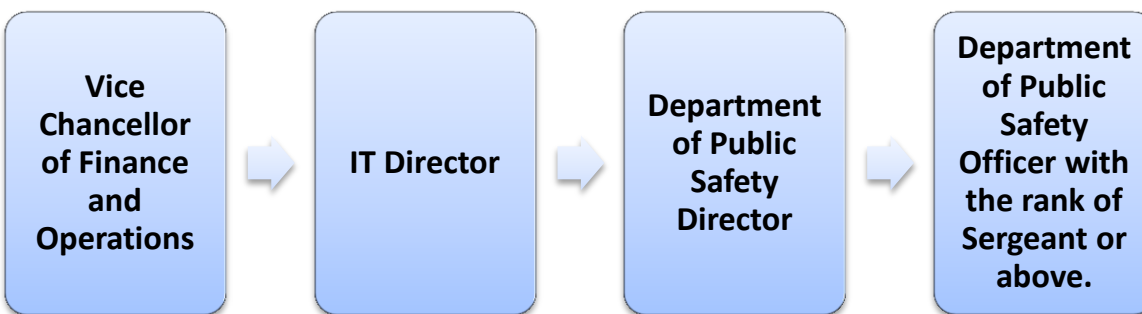 Vice
Chancellor
of Finance
and
Operations
IT Director
Department
of Public
Safety
Director
Department
of Public
Safety
Officer with
the rank of
Sergeant or
above.